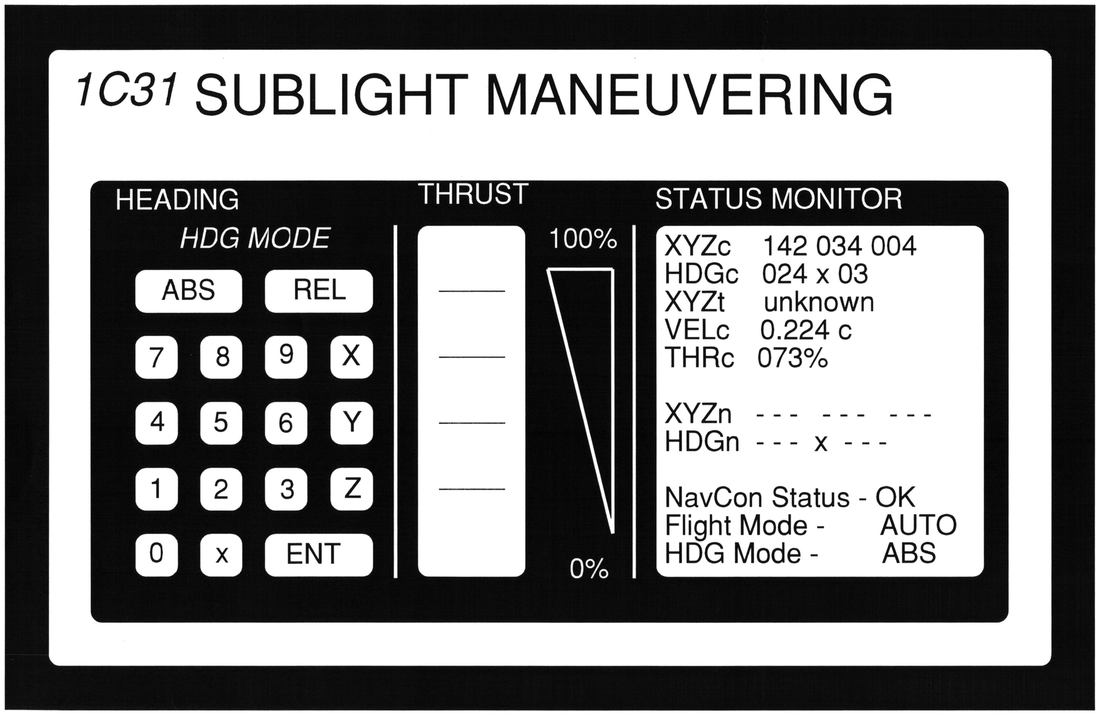 1C31 SUBLIGHT MANEUVERING
HEADING
HDG MODE
ABS REL
7 8 9 X
4 5 6 Y
1 2 3 Z
0 x ENT
THRUST
100%
0%
STATUS MONITOR
XYZc 142 034 004
HDGc 024 x 03
XYZt unknown
VELc 0.224 c
THRc 073%
XYZn --- --- ---
HDGn --- x ---
NavCon Status - OK
Flight Mode - AUTO
HDG Mode - ABS